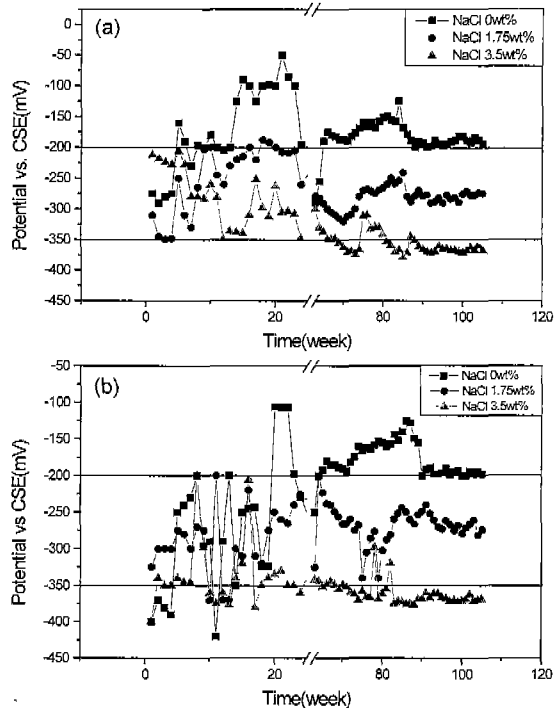 (a)
NaCl 0wt%
NaCl 1.75wt%
NaCl 3.5wt%
0
-50
-100
-150
-200
-250
-300
-350
-400
-450
Potential vs. CSE(mV)
0
20
80
100
120
Time(week)
(b)
NaCl 0wt%
NaCl 1.75wt%
NaCl 3.5wt%
-50
-100
-150
-200
-250
-300
-350
-400
-450
Potential vs CSE(mV)
0
20
80
100
120
Time(week)